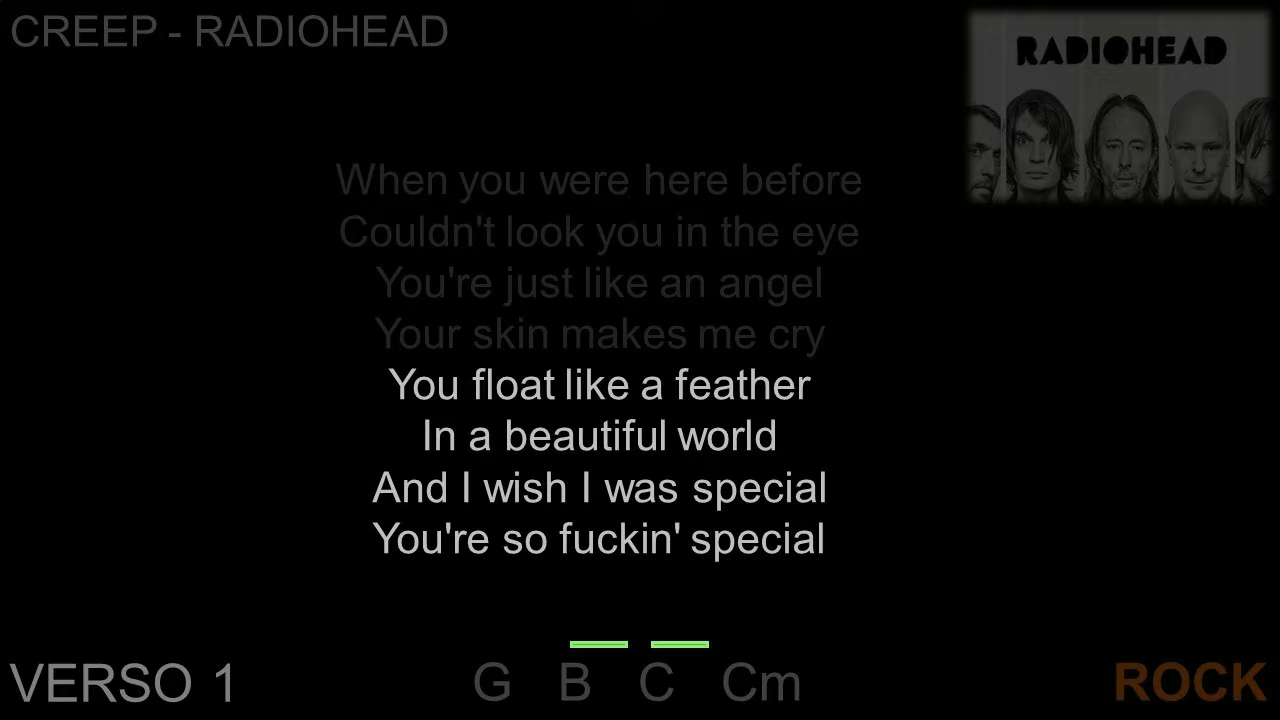 CREEP - RADIOHEAD
RADIOHEAD
When you were here before
Couldn't look you in the eye
You're just like an angel
Your skin makes me cry
You float like a feather
In a beautiful world
And I wish I was special
You're so fuckin' special
VERSO 1
G B C Cm
ROCK